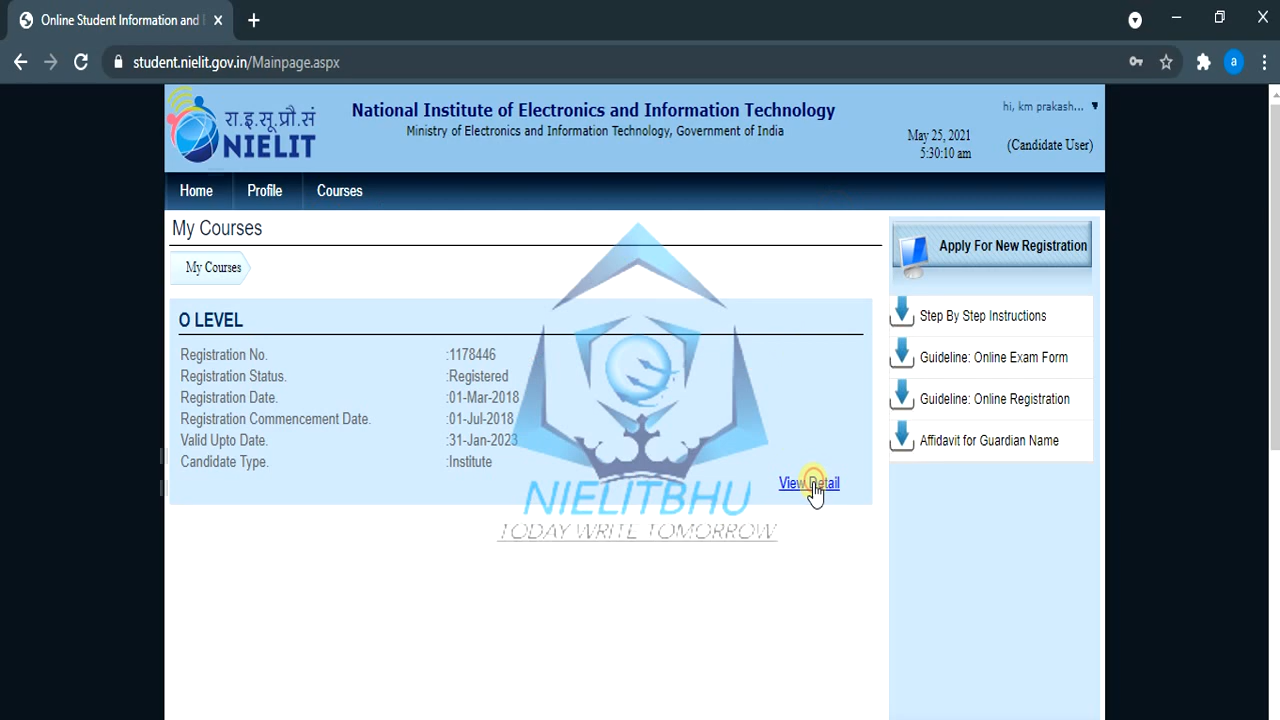 Online Student Information and
student.nielit.gov.in/Mainpage.aspx
a
रा.इ.सू.प्रौ.सं
NIELIT
National Institute of Electronics and Information Technology
Ministry of Electronics and Information Technology, Government of India
hi, km prakash...
May 25, 2021
5:30:10 am
(Candidate User)
Home Profile Courses
My Courses
My Courses
O LEVEL
Registration No. :1178446
Registration Status. :Registered
Registration Date. :01-Mar-2018
Registration Commencement Date. :01-Jul-2018
Valid Upto Date. :31-Jan-2023
Candidate Type. :Institute
View Detail
NIELITBHU
TODAY WRITE TOMORROW
Apply For New Registration
Step By Step Instructions
Guideline: Online Exam Form
Guideline: Online Registration
Affidavit for Guardian Name